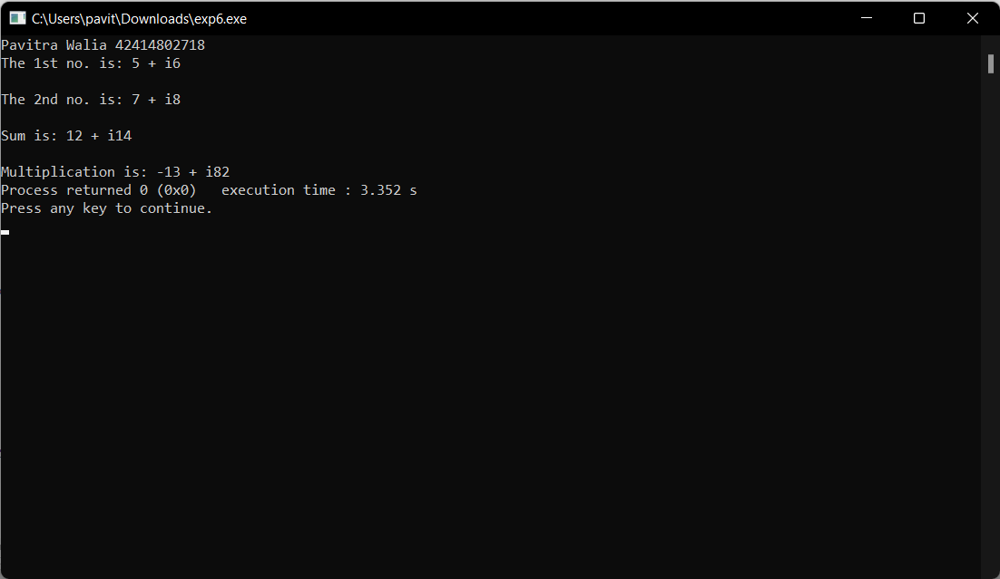 C:\Users\pavit\Downloads\exp6.exe
Pavitra Walia 42414802718
The 1st no. is: 5 + i6
The 2nd no. is: 7 + i8
Sum is: 12 + i14
Multiplication is: -13 + i82
Process returned 0 (0x0)   execution time : 3.352 s
Press any key to continue.